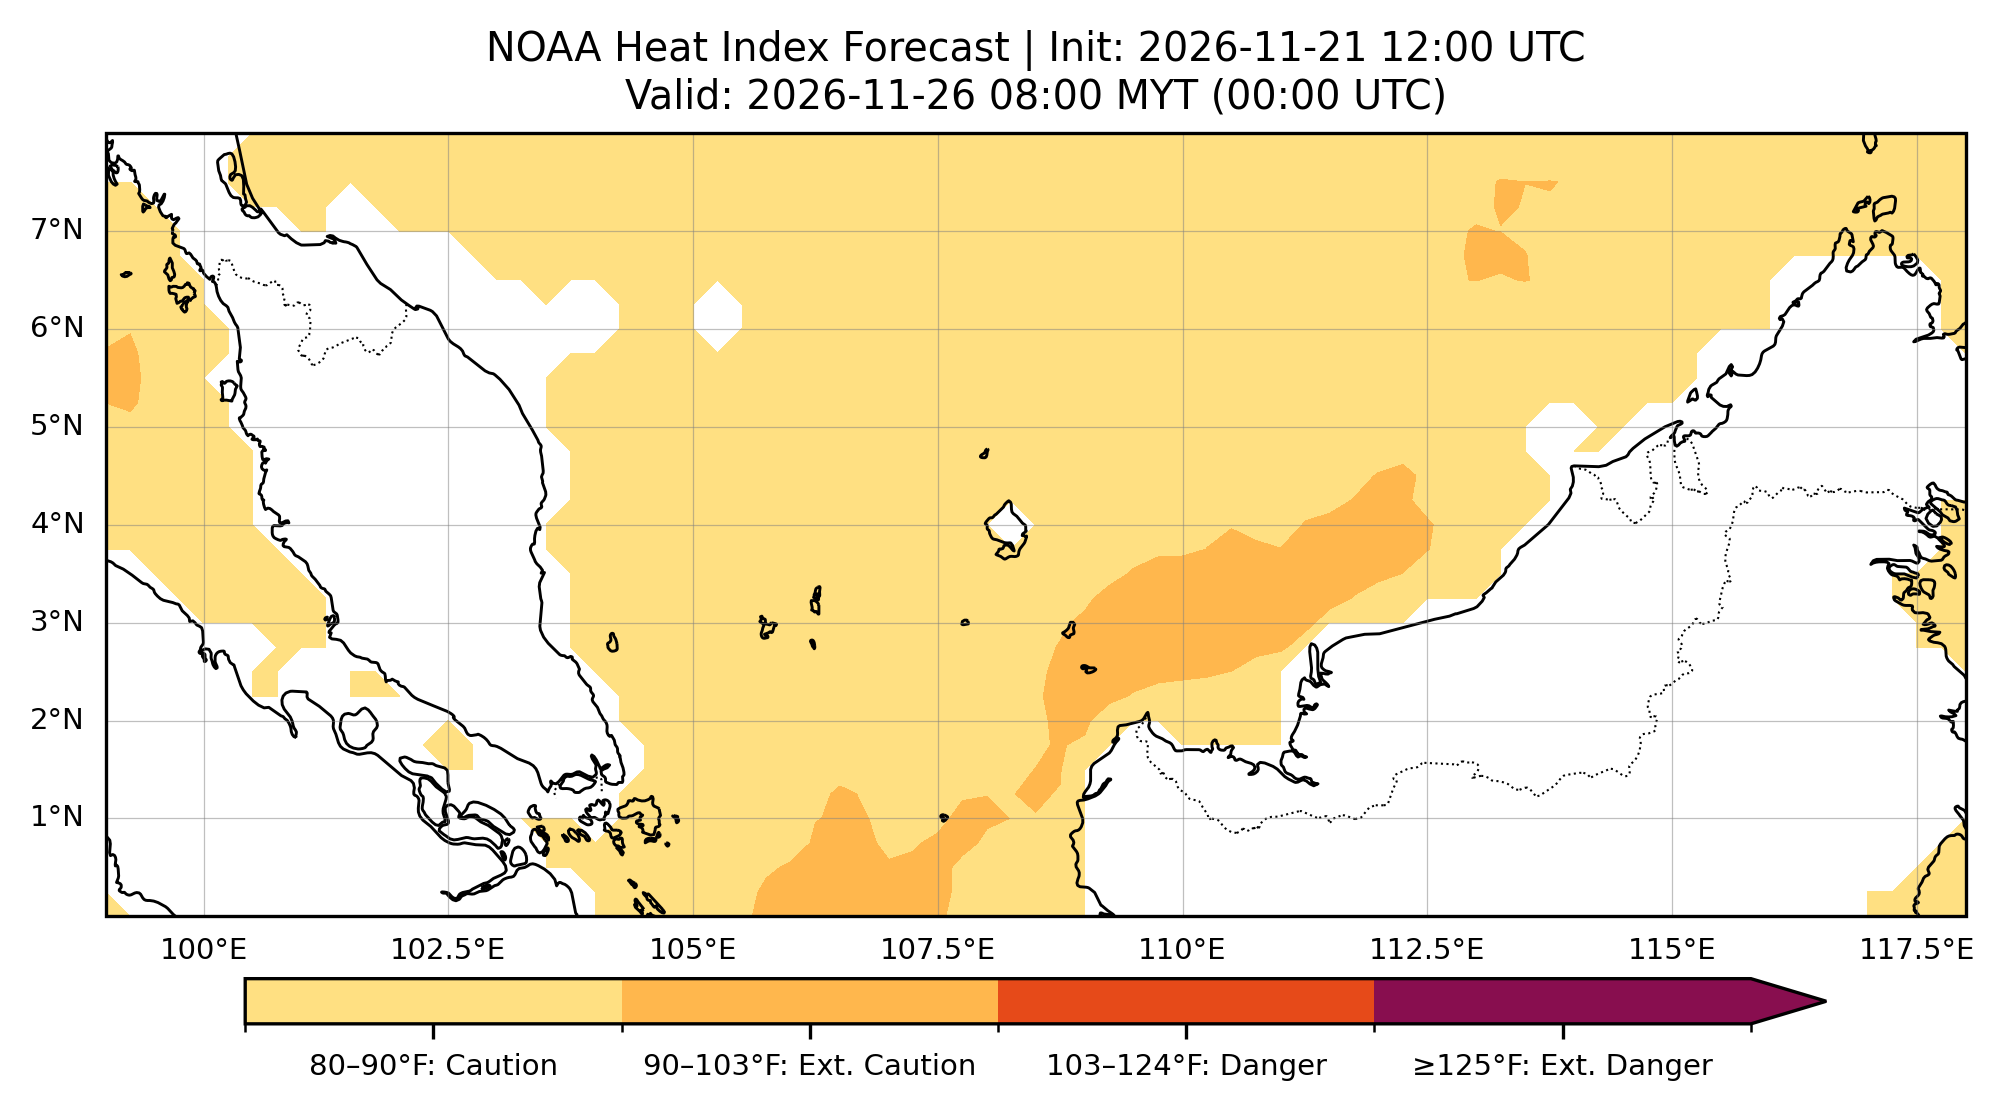 NOAA Heat Index Forecast | Init: 2026-11-21 12:00 UTC
Valid: 2026-11-26 08:00 MYT (00:00 UTC)
7°N
6°N
5°N
4°N
3°N
2°N
1°N
100°E
102.5°E
105°E
107.5°E
110°E
112.5°E
115°E
117.5°E
80–90°F: Caution
90–103°F: Ext. Caution
103–124°F: Danger
≥125°F: Ext. Danger